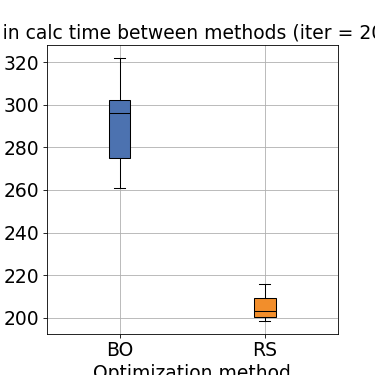 in calc time between methods (iter = 20
320
300
280
260
240
220
200
BO RS
Optimization method